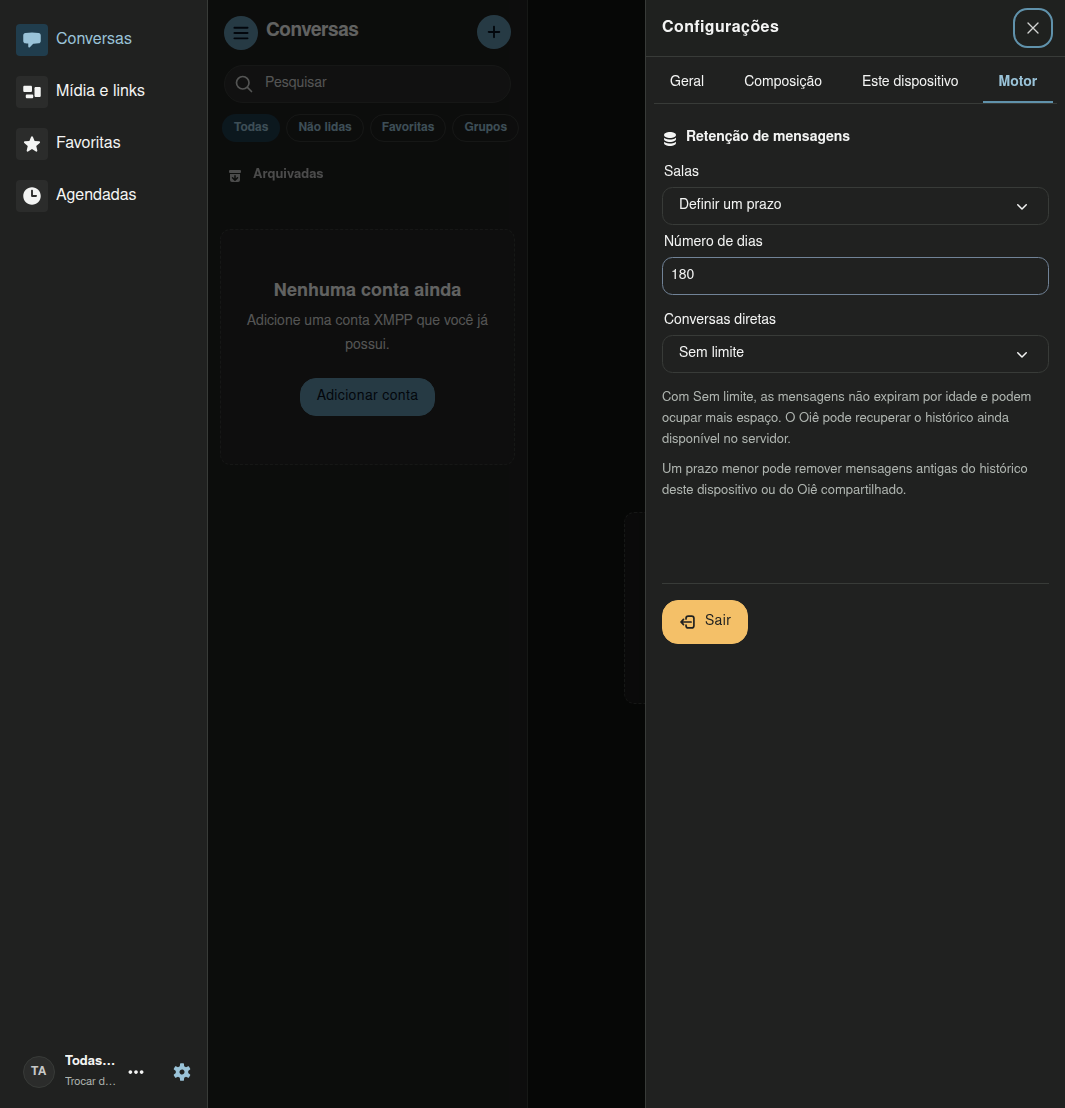 Conversas
Mídia e links
Favoritas
Agendadas
TA
Todas...
Trocar d...
Conversas
Pesquisar
Todas
Não lidas
Favoritas
Grupos
Arquivadas
Nenhuma conta ainda
Adicione uma conta XMPP que você já
possui.
Adicionar conta
Configurações
Geral
Composição
Este dispositivo
Motor
Retenção de mensagens
Salas
Definir um prazo
Número de dias
180
Conversas diretas
Sem limite
Com Sem limite, as mensagens não expiram por idade e podem
ocupar mais espaço. O Oiê pode recuperar o histórico ainda
disponível no servidor.
Um prazo menor pode remover mensagens antigas do histórico
deste dispositivo ou do Oiê compartilhado.
Sair